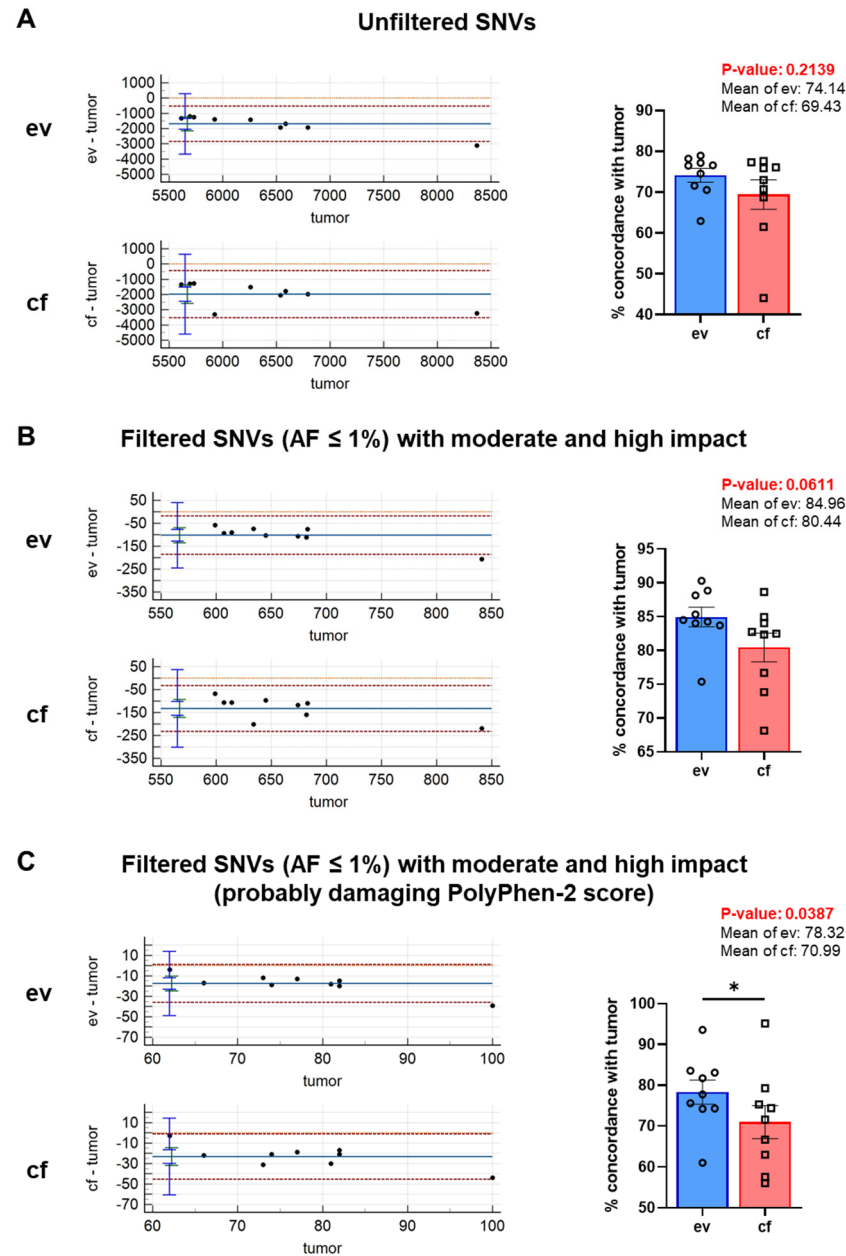 A
Unfiltered SNVs
ev
ev - tumor
1000
0
-1000
-2000
-3000
-4000
-5000
5500 6000 6500 7000 7500 8000 8500
tumor
cf
cf - tumor
1000
0
-1000
-2000
-3000
-4000
-5000
5500 6000 6500 7000 7500 8000 8500
tumor
P-value: 0.2139
Mean of ev: 74.14
Mean of cf: 69.43
% concordance with tumor
90
80
70
60
50
40
ev cf
B
Filtered SNVs (AF ≤ 1%) with moderate and high impact
ev
ev - tumor
50
-50
-150
-250
-350
550 600 650 700 750 800 850
tumor
cf
cf - tumor
50
-50
-150
-250
-350
550 600 650 700 750 800 850
tumor
P-value: 0.0611
Mean of ev: 84.96
Mean of cf: 80.44
% concordance with tumor
95
90
85
80
75
70
65
ev cf
C
Filtered SNVs (AF ≤ 1%) with moderate and high impact
(probably damaging PolyPhen-2 score)
ev
ev - tumor
10
-10
-30
-50
-70
60 70 80 90 100
tumor
cf
cf - tumor
10
-10
-30
-50
-70
60 70 80 90 100
tumor
P-value: 0.0387
Mean of ev: 78.32
Mean of cf: 70.99
*
% concordance with tumor
100
90
80
70
60
50
ev cf